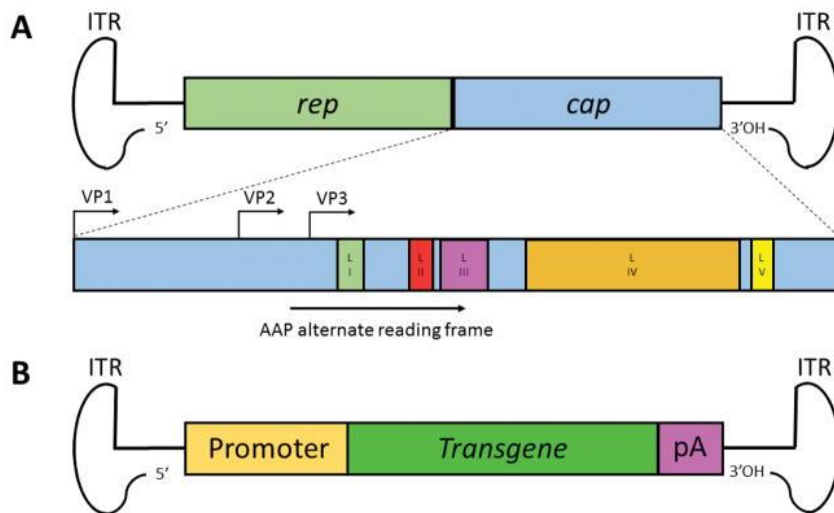 A
ITR
ITR
rep
cap
5'
3'OH
VP1
VP2
VP3
L
I
L
II
L
III
L
IV
L
V
AAP alternate reading frame
B
ITR
ITR
Promoter
Transgene
pA
5'
3'OH